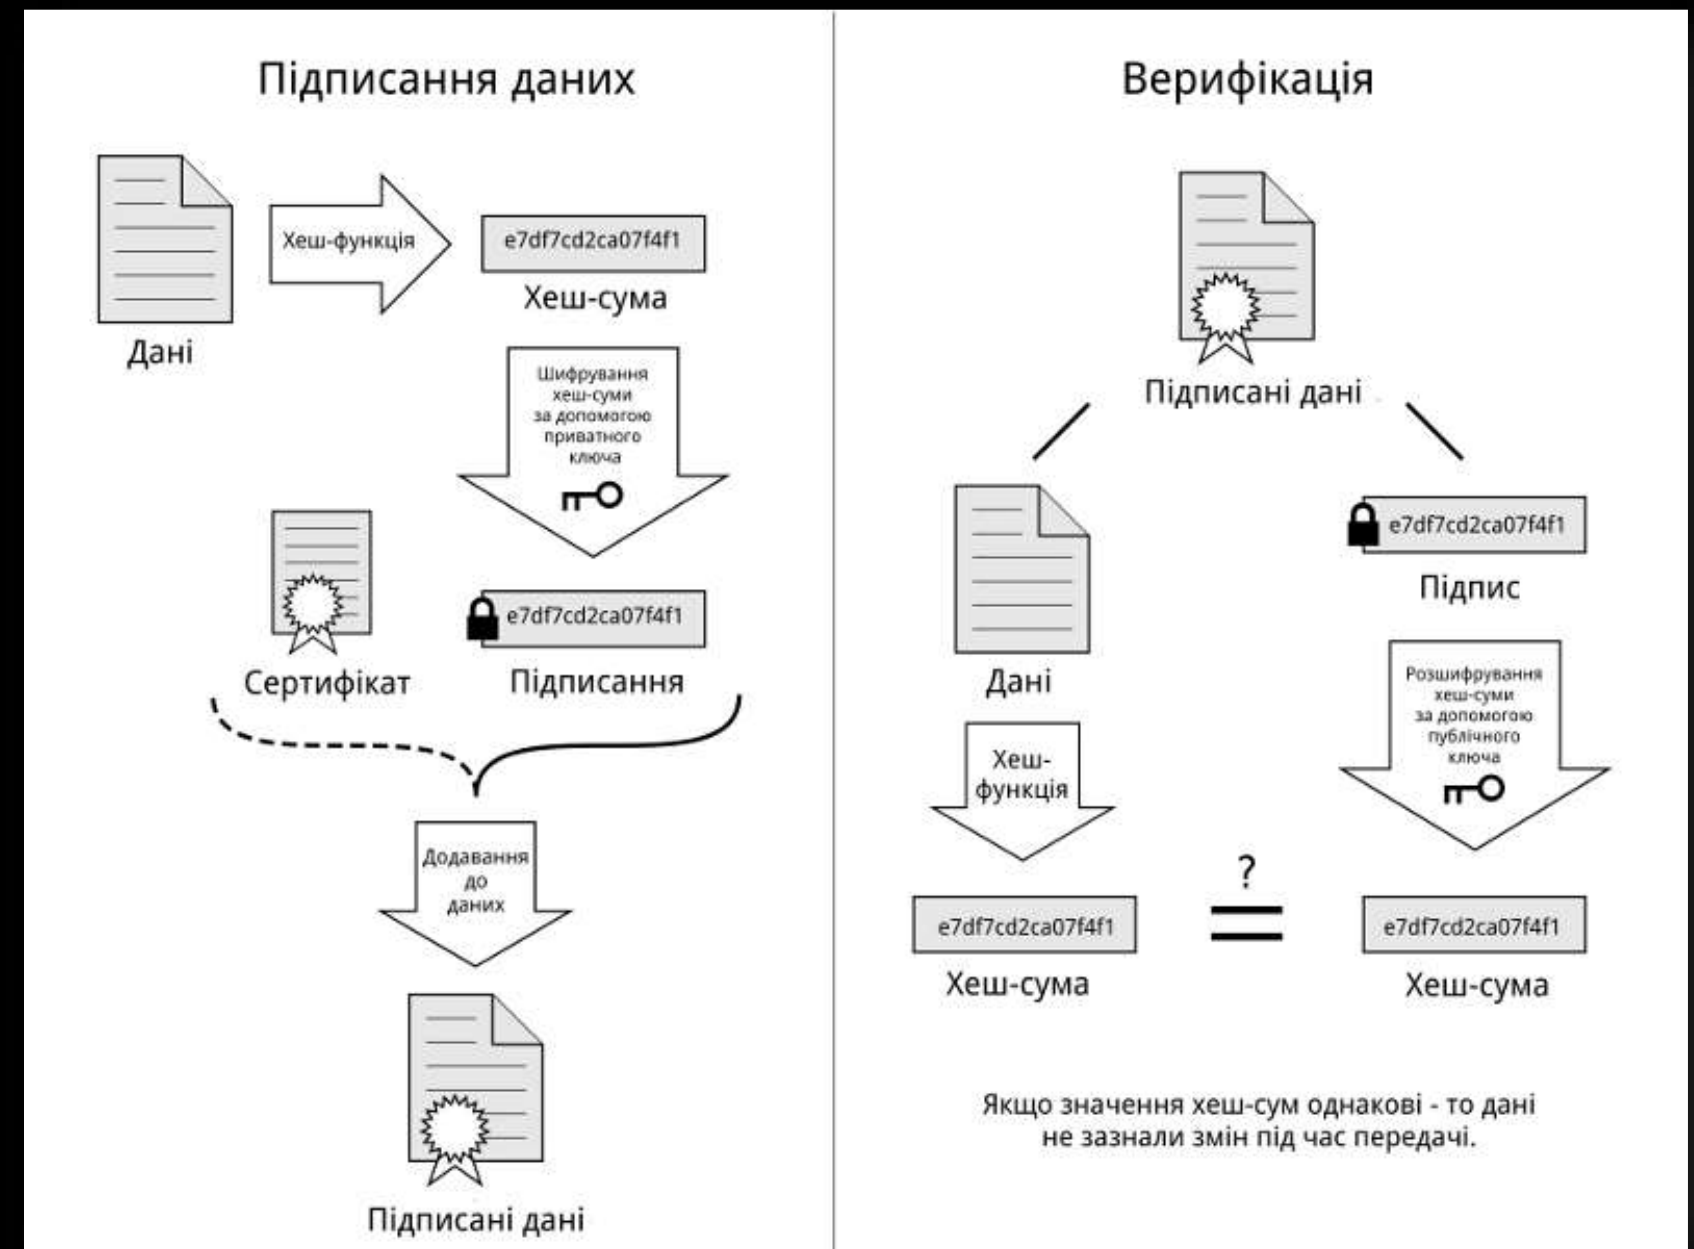 Підписання даних
Хеш-функція
e7df7cd2ca07f4f1
Хеш-сума
Дані
Шифрування
хеш-суми
за допомогою
приватного
ключа
e7df7cd2ca07f4f1
Сертифікат
Підписання
Додавання
до
даних
Підписані дані
Верифікація
Підписані дані
e7df7cd2ca07f4f1
Підпис
Дані
Розшифрування
хеш-суми
за допомогою
публічного
ключа
Хеш-
функція
?
e7df7cd2ca07f4f1
=
e7df7cd2ca07f4f1
Хеш-сума
Хеш-сума
Якщо значення хеш-сум однакові - то дані
не зазнали змін під час передачі.